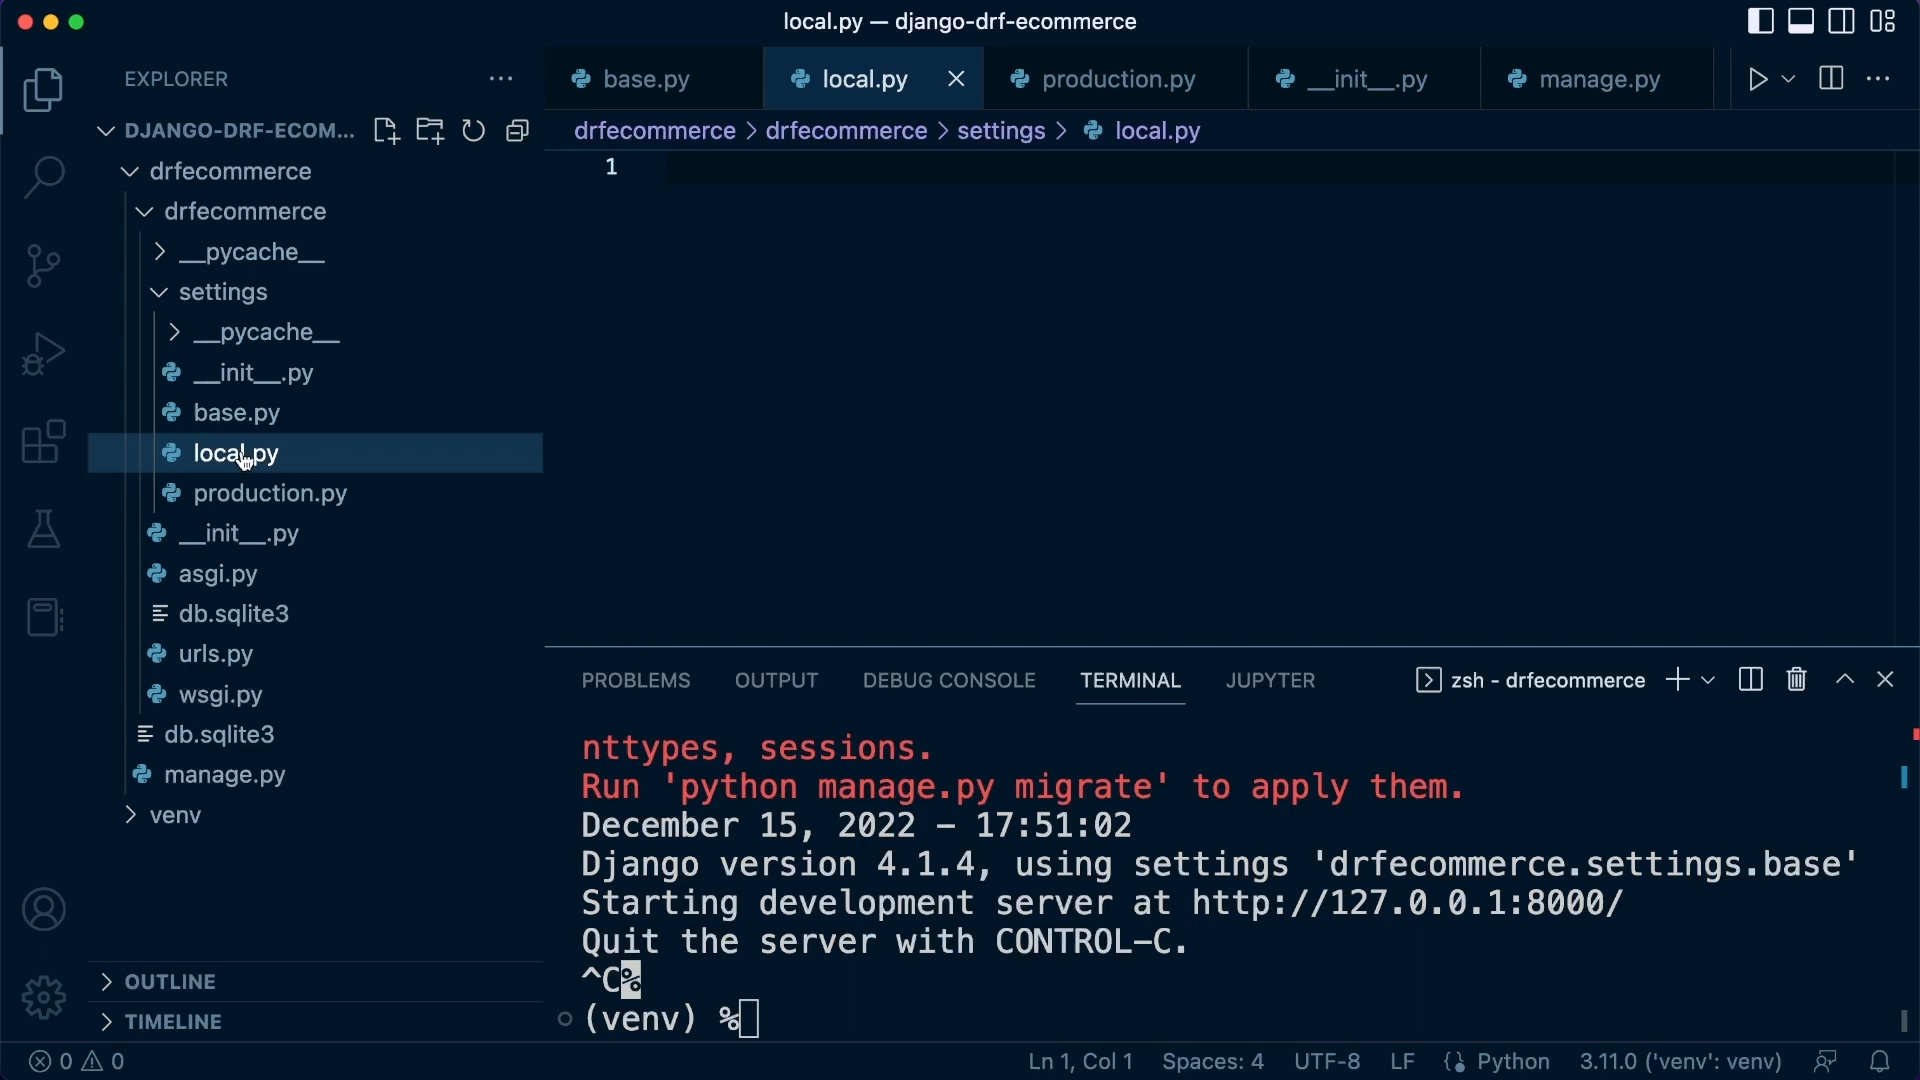 local.py — django-drf-ecommerce
EXPLORER
DJANGO-DRF-ECOM...
drfecommerce
drfecommerce
__pycache__
settings
__pycache__
__init__.py
base.py
local.py
production.py
__init__.py
asgi.py
db.sqlite3
urls.py
wsgi.py
db.sqlite3
manage.py
venv
OUTLINE
TIMELINE
base.py local.py production.py __init__.py manage.py
drfecommerce > drfecommerce > settings > local.py
1
PROBLEMS OUTPUT DEBUG CONSOLE TERMINAL JUPYTER zsh - drfecommerce
nttypes, sessions.
Run 'python manage.py migrate' to apply them.
December 15, 2022 - 17:51:02
Django version 4.1.4, using settings 'drfecommerce.settings.base'
Starting development server at http://127.0.0.1:8000/
Quit the server with CONTROL-C.
^C%
(venv) %
0 0 Ln 1, Col 1 Spaces: 4 UTF-8 LF Python 3.11.0 ('venv': venv)